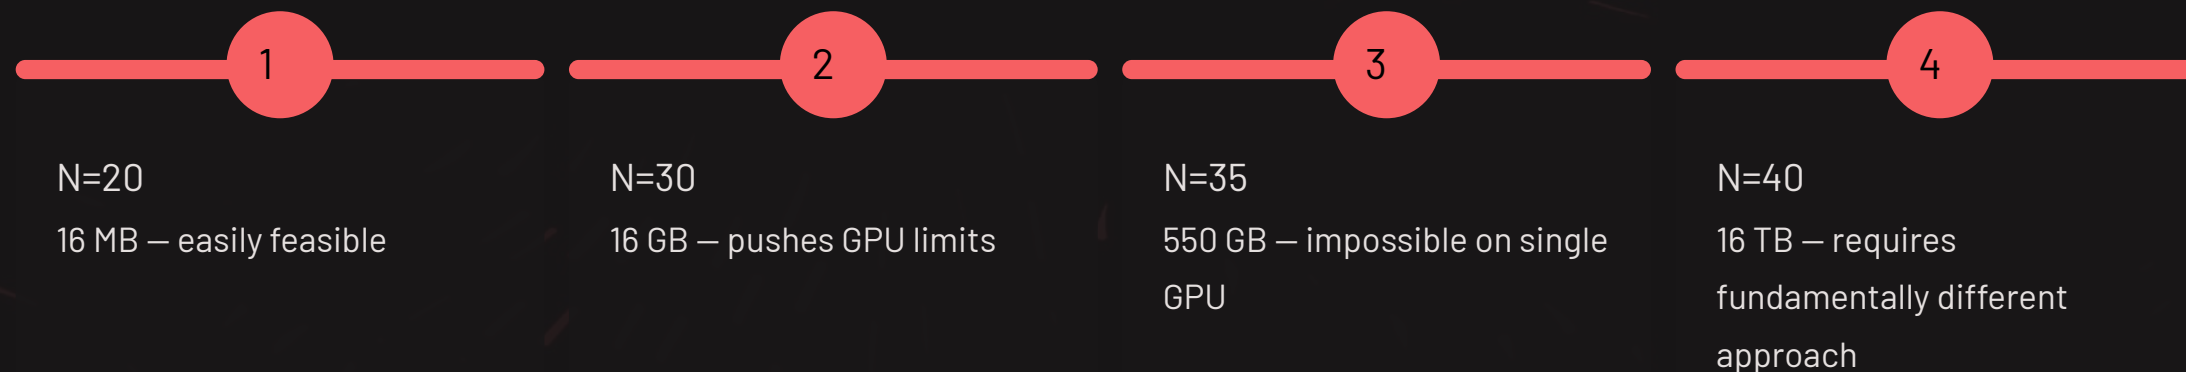 1
2
3
4
N=20
16 MB – easily feasible
N=30
16 GB – pushes GPU limits
N=35
550 GB – impossible on single
GPU
N=40
16 TB – requires
fundamentally different
approach